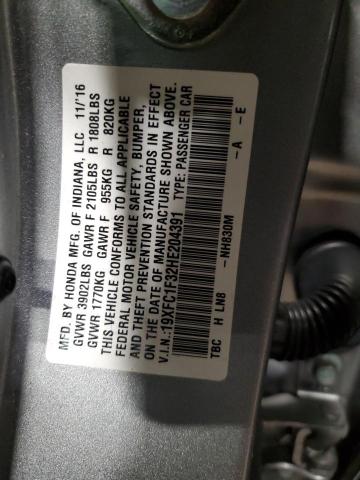 MFD. BY HONDA MFG. OF INDIANA, LLC 11/'16
GVWR 3902LBS GAWR F 2105LBS R 1808LBS
GVWR 1770KG GAWR F 955KG R 820KG
THIS VEHICLE CONFORMS TO ALL APPLICABLE
FEDERAL MOTOR VEHICLE SAFETY, BUMPER,
THEFT PREVENTION STANDARDS IN EFFECT
ON THE DATE OF MANUFACTURE SHOWN ABOVE.
V.I.N.:19XFC1F32HE204391 TYPE: PASSENGER CAR
TBC H LN8 -NH830M -A -E